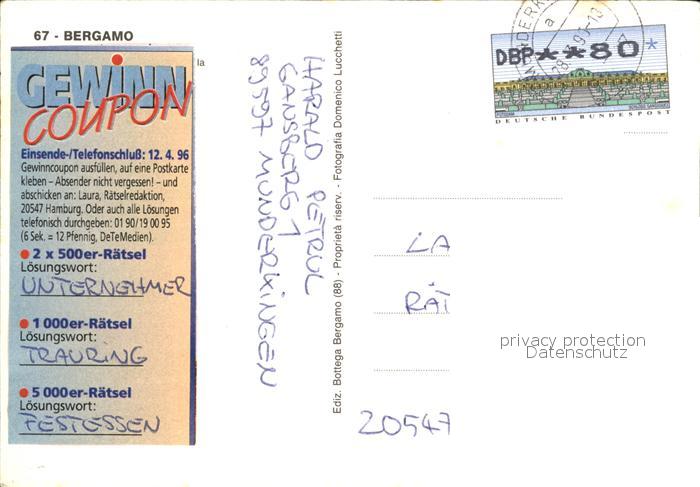 67 - BERGAMO
la
GEWINN
COUPON
Einsende-/Telefonschluß: 12. 4. 96
Gewinncoupon ausfüllen, auf eine Postkarte
kleben – Absender nicht vergessen! – und
abschicken an: Laura, Rätselredaktion,
20547 Hamburg. Oder auch alle Lösungen
telefonisch durchgeben: 01 90/19 00 95
(6 Sek. = 12 Pfennig, DeTeMedien).
2 x 500er-Rätsel
Lösungswort:
UNTERNEHMER
1 000er-Rätsel
Lösungswort:
TRAURING
5 000er-Rätsel
Lösungswort:
FESTESSEN
HARALD PETRUL
GANSBERG 1
89597 MUNDERKINGEN
Ediz. Bottega Bergamo (88) - Proprietà riserv. - Fotografia Domenico Lucchetti
DBP**80*
DEUTSCHE BUNDESPOST
LA
RÄT
20547
privacy protection
Datenschutz